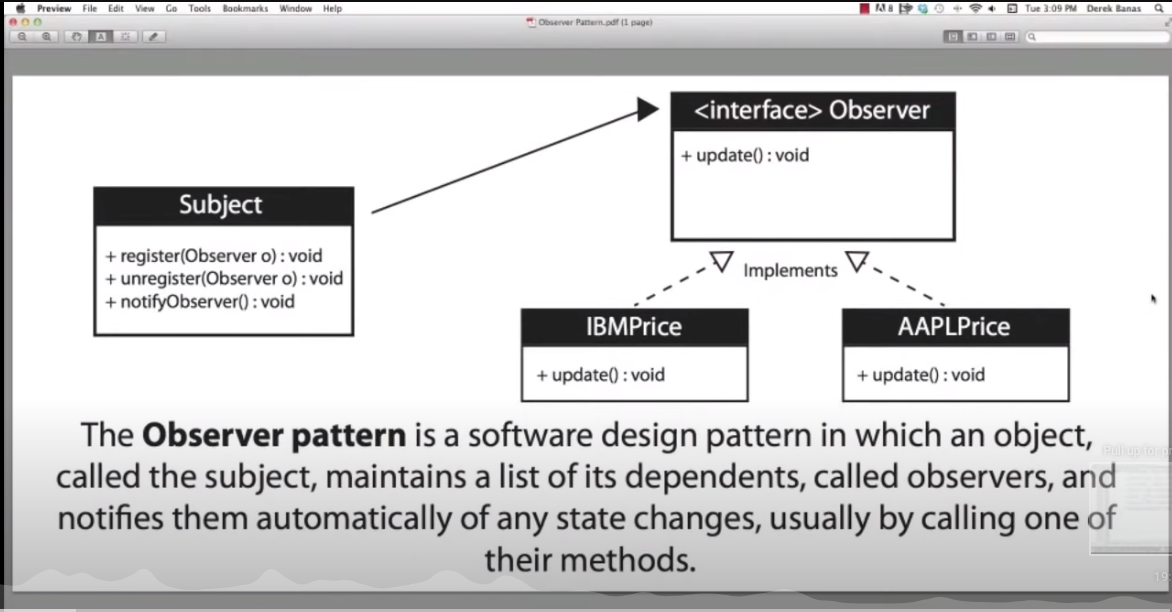 Preview File Edit View Go Tools Bookmarks Window Help
8 Tue 3:09 PM Derek Banas
Observer Pattern.pdf (1 page)
<interface> Observer
+ update() : void
Subject
+ register(Observer o) : void
+ unregister(Observer o) : void
+ notifyObserver() : void
Implements
IBMPrice
+ update() : void
AAPLPrice
+ update() : void
The Observer pattern is a software design pattern in which an object,
called the subject, maintains a list of its dependents, called observers, and
notifies them automatically of any state changes, usually by calling one of
their methods.
Pull up for